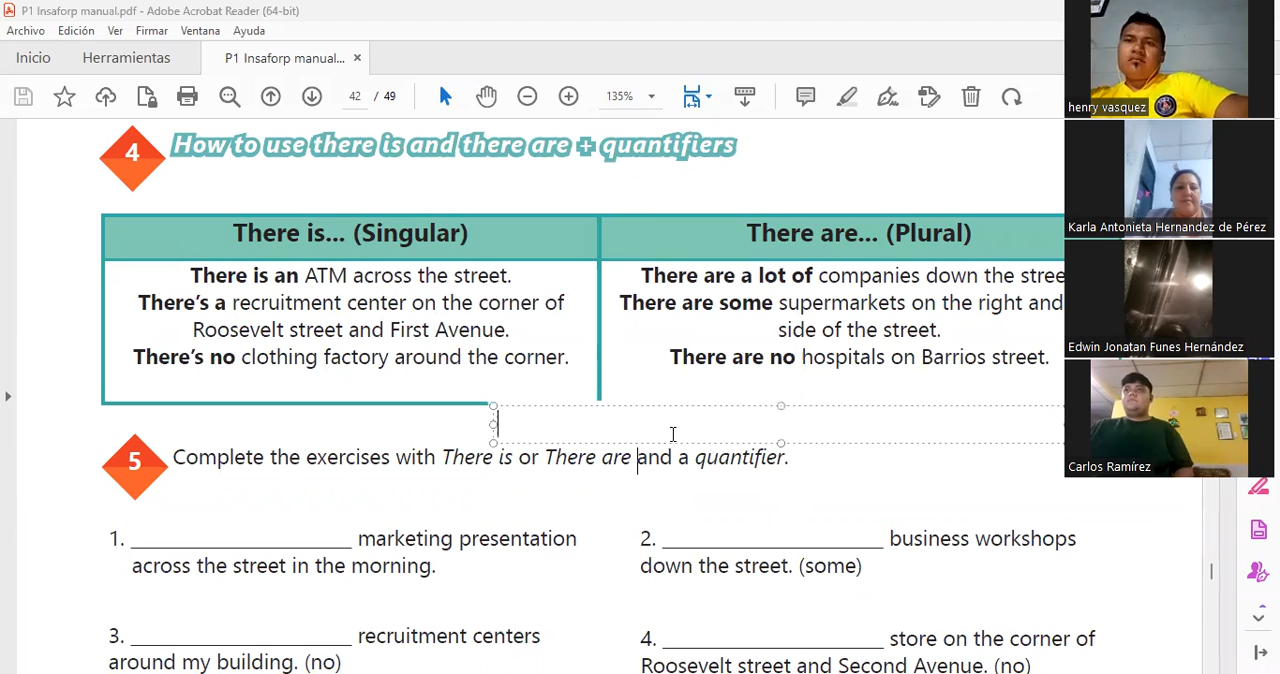 P1 Insaforp manual.pdf - Adobe Acrobat Reader (64-bit)
Archivo Edición Ver Firmar Ventana Ayuda
Inicio Herramientas P1 Insaforp manual... ×
42 / 49 135%
4 How to use there is and there are + quantifiers
There is... (Singular)
There is an ATM across the street.
There's a recruitment center on the corner of
Roosevelt street and First Avenue.
There's no clothing factory around the corner.
There are... (Plural)
There are a lot of companies down the stree
There are some supermarkets on the right and
side of the street.
There are no hospitals on Barrios street.
5 Complete the exercises with There is or There are and a quantifier.
1. ____________________ marketing presentation
across the street in the morning.
2. ____________________ business workshops
down the street. (some)
3. ____________________ recruitment centers
around my building. (no)
4. ____________________ store on the corner of
Roosevelt street and Second Avenue. (no)
henry vasquez
Karla Antonieta Hernandez de Pérez
Edwin Jonatan Funes Hernández
Carlos Ramírez